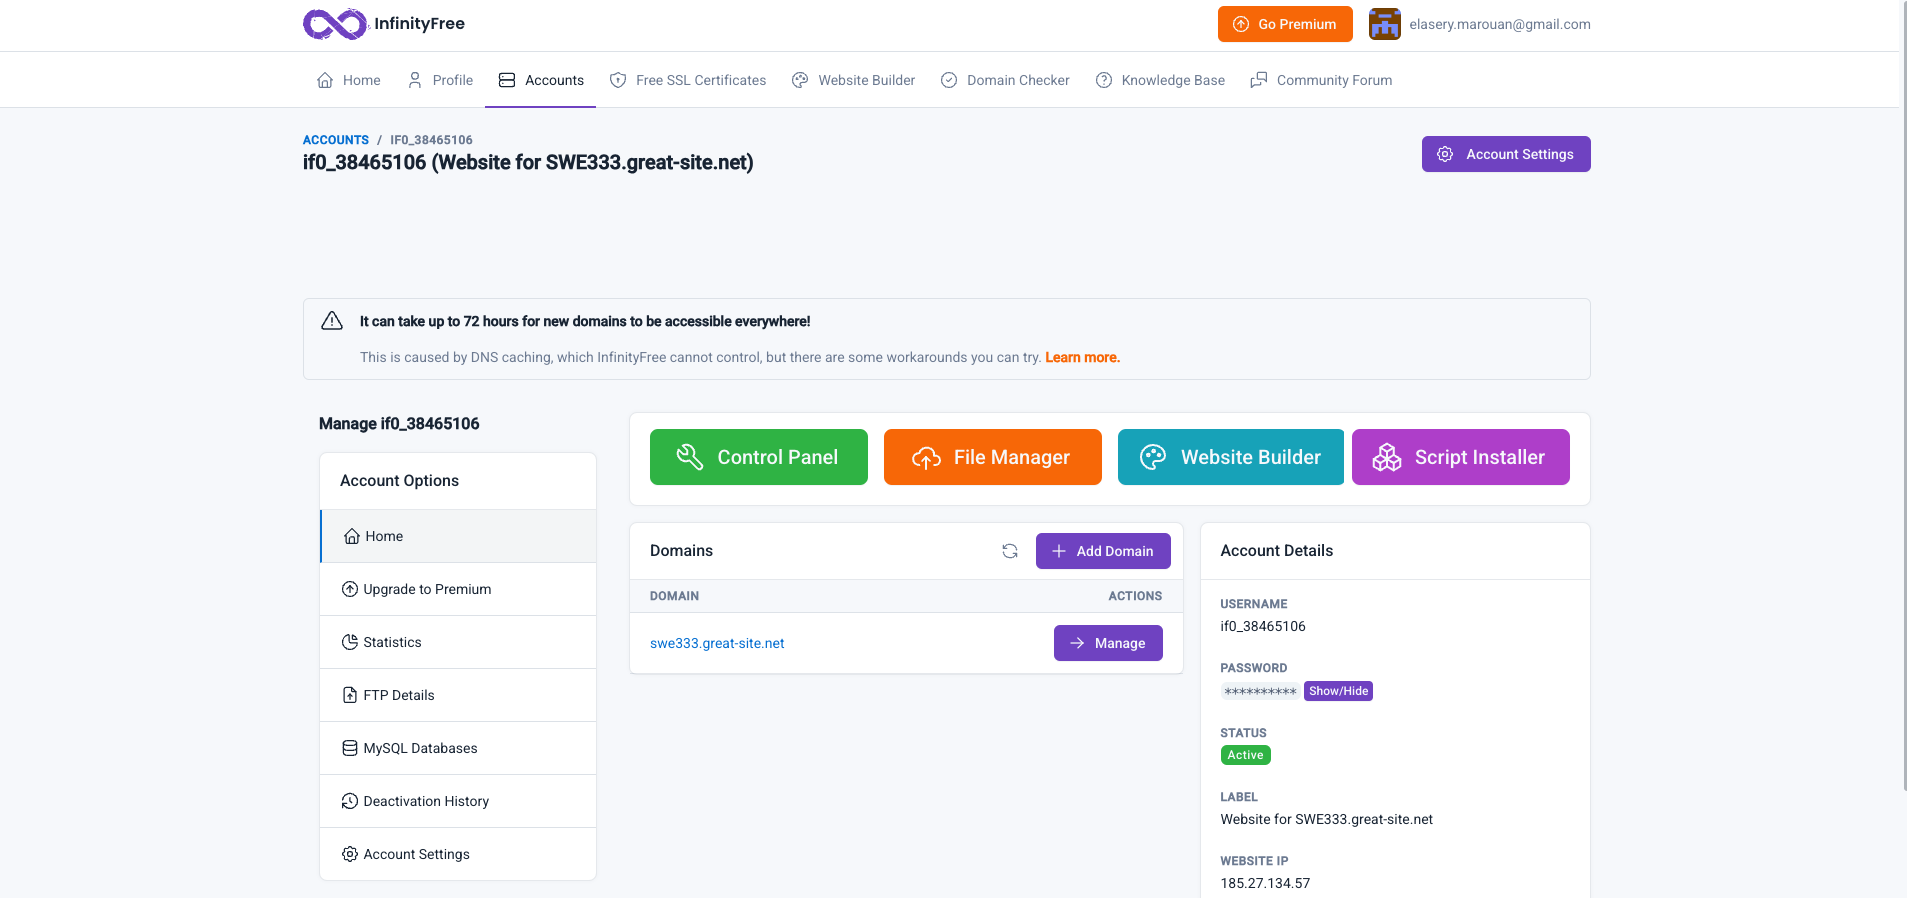 InfinityFree
Go Premium
elasery.marouan@gmail.com
Home
Profile
Accounts
Free SSL Certificates
Website Builder
Domain Checker
Knowledge Base
Community Forum
ACCOUNTS / IF0_38465106
if0_38465106 (Website for SWE333.great-site.net)
Account Settings
It can take up to 72 hours for new domains to be accessible everywhere!
This is caused by DNS caching, which InfinityFree cannot control, but there are some workarounds you can try. Learn more.
Manage if0_38465106
Account Options
Home
Upgrade to Premium
Statistics
FTP Details
MySQL Databases
Deactivation History
Account Settings
Control Panel
File Manager
Website Builder
Script Installer
Domains
Add Domain
DOMAIN
ACTIONS
swe333.great-site.net
Manage
Account Details
USERNAME
if0_38465106
PASSWORD
********** Show/Hide
STATUS
Active
LABEL
Website for SWE333.great-site.net
WEBSITE IP
185.27.134.57